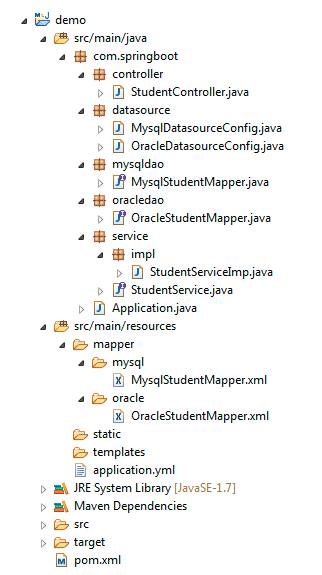 demo
src/main/java
com.springboot
controller
StudentController.java
datasource
MysqlDatasourceConfig.java
OracleDatasourceConfig.java
mysqldao
MysqlStudentMapper.java
oracledao
OracleStudentMapper.java
service
impl
StudentServiceImp.java
StudentService.java
Application.java
src/main/resources
mapper
mysql
MysqlStudentMapper.xml
oracle
OracleStudentMapper.xml
static
templates
application.yml
JRE System Library [JavaSE-1.7]
Maven Dependencies
src
target
pom.xml